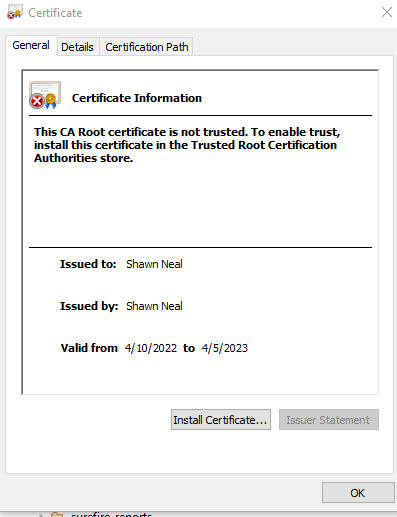 Certificate
General Details Certification Path
Certificate Information
This CA Root certificate is not trusted. To enable trust,
install this certificate in the Trusted Root Certification
Authorities store.
Issued to: Shawn Neal
Issued by: Shawn Neal
Valid from 4/10/2022 to 4/5/2023
Install Certificate... Issuer Statement
OK
surefire-reports